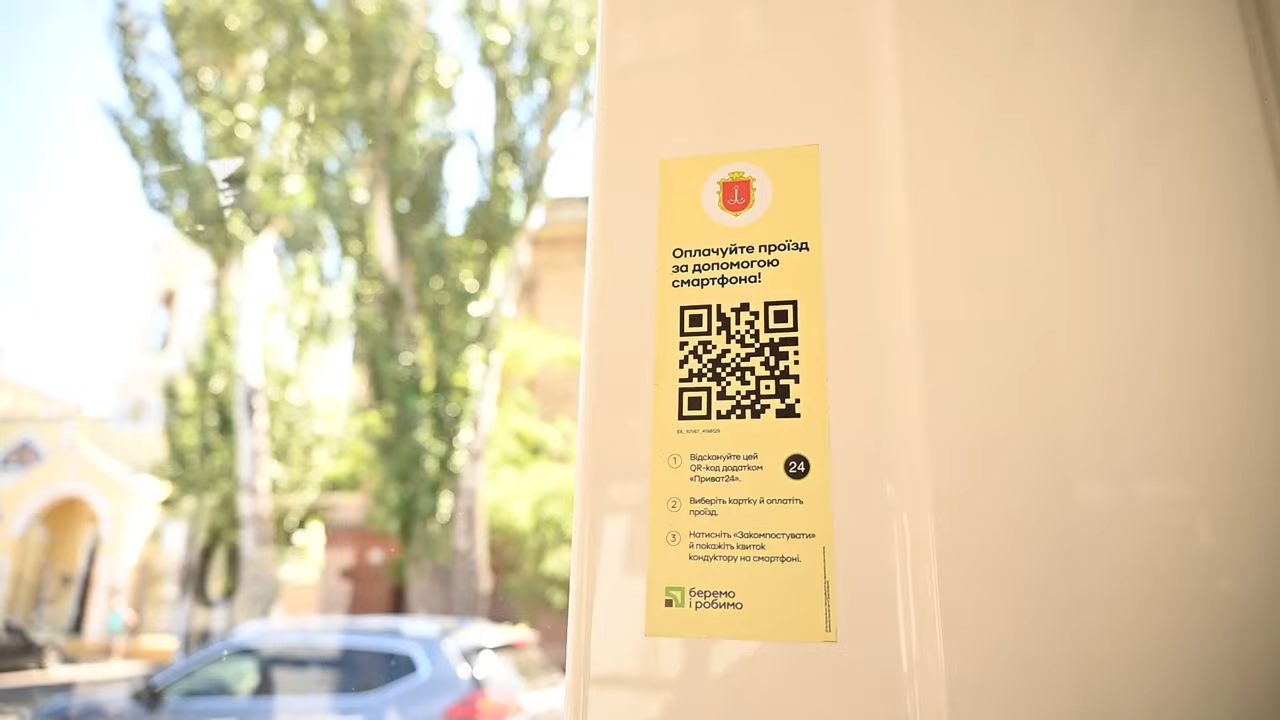 Оплачуйте проїзд
за допомогою
смартфона!
1 Відскануйте цей
QR-код додатком
«Приват24».
24
2 Виберіть картку й оплатіть
проїзд.
3 Натисніть «Закомпостувати»
й покажіть квиток
кондуктору на смартфоні.
беремо
і робимо